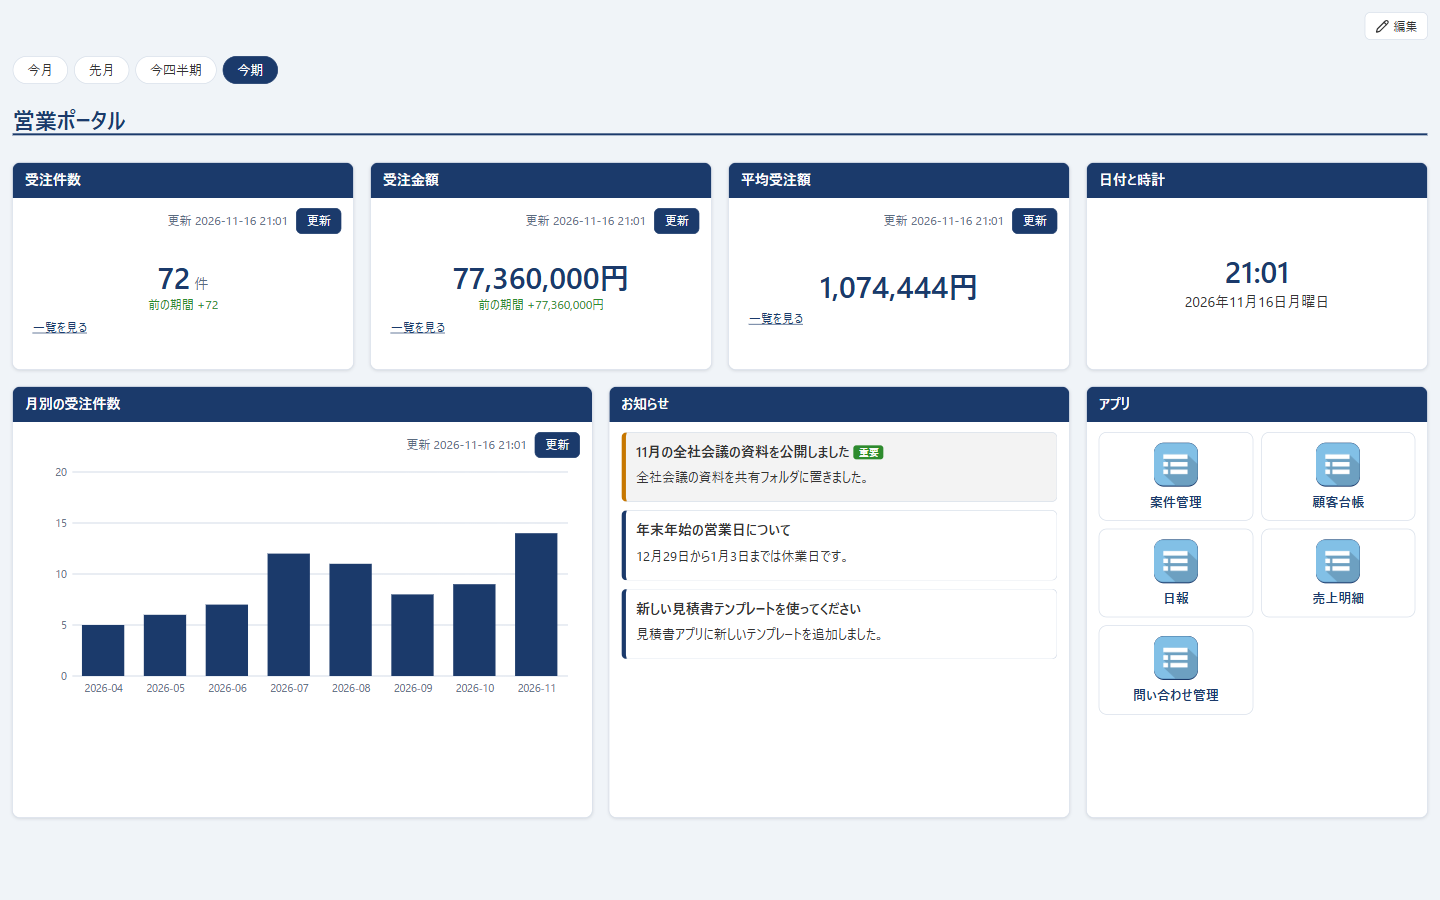 編集
今月 先月 今四半期 今期
営業ポータル
受注件数
更新 2026-11-16 21:01 更新
72 件
前の期間 +72
一覧を見る
受注金額
更新 2026-11-16 21:01 更新
77,360,000円
前の期間 +77,360,000円
一覧を見る
平均受注額
更新 2026-11-16 21:01 更新
1,074,444円
一覧を見る
日付と時計
21:01
2026年11月16日月曜日
月別の受注件数
更新 2026-11-16 21:01 更新
20
15
10
5
0
2026-04 2026-05 2026-06 2026-07 2026-08 2026-09 2026-10 2026-11
お知らせ
11月の全社会議の資料を公開しました 重要
全社会議の資料を共有フォルダに置きました。
年末年始の営業日について
12月29日から1月3日までは休業日です。
新しい見積書テンプレートを使ってください
見積書アプリに新しいテンプレートを追加しました。
アプリ
案件管理 顧客台帳
日報 売上明細
問い合わせ管理